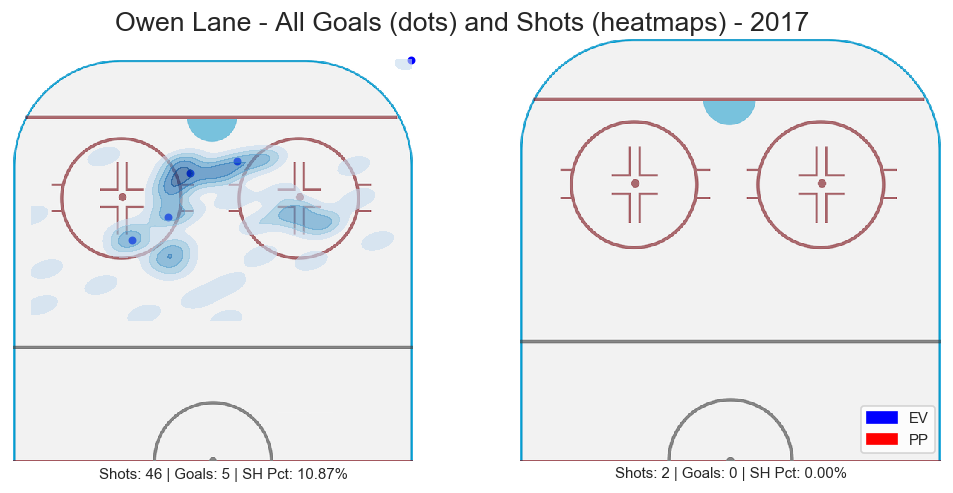 Owen Lane - All Goals (dots) and Shots (heatmaps) - 2017
EV
PP
Shots: 46 | Goals: 5 | SH Pct: 10.87%
Shots: 2 | Goals: 0 | SH Pct: 0.00%